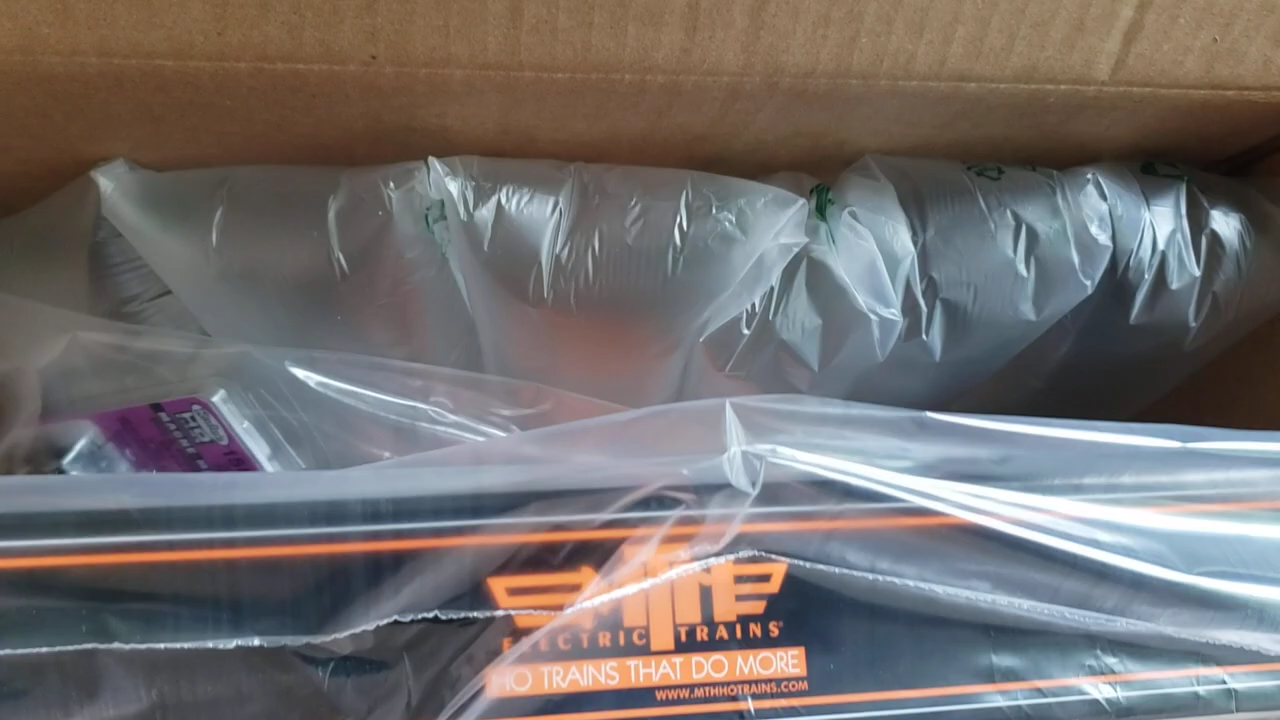 MTH
ELECTRIC TRAINS®
HO TRAINS THAT DO MORE
WWW.MTHHOTRAINS.COM